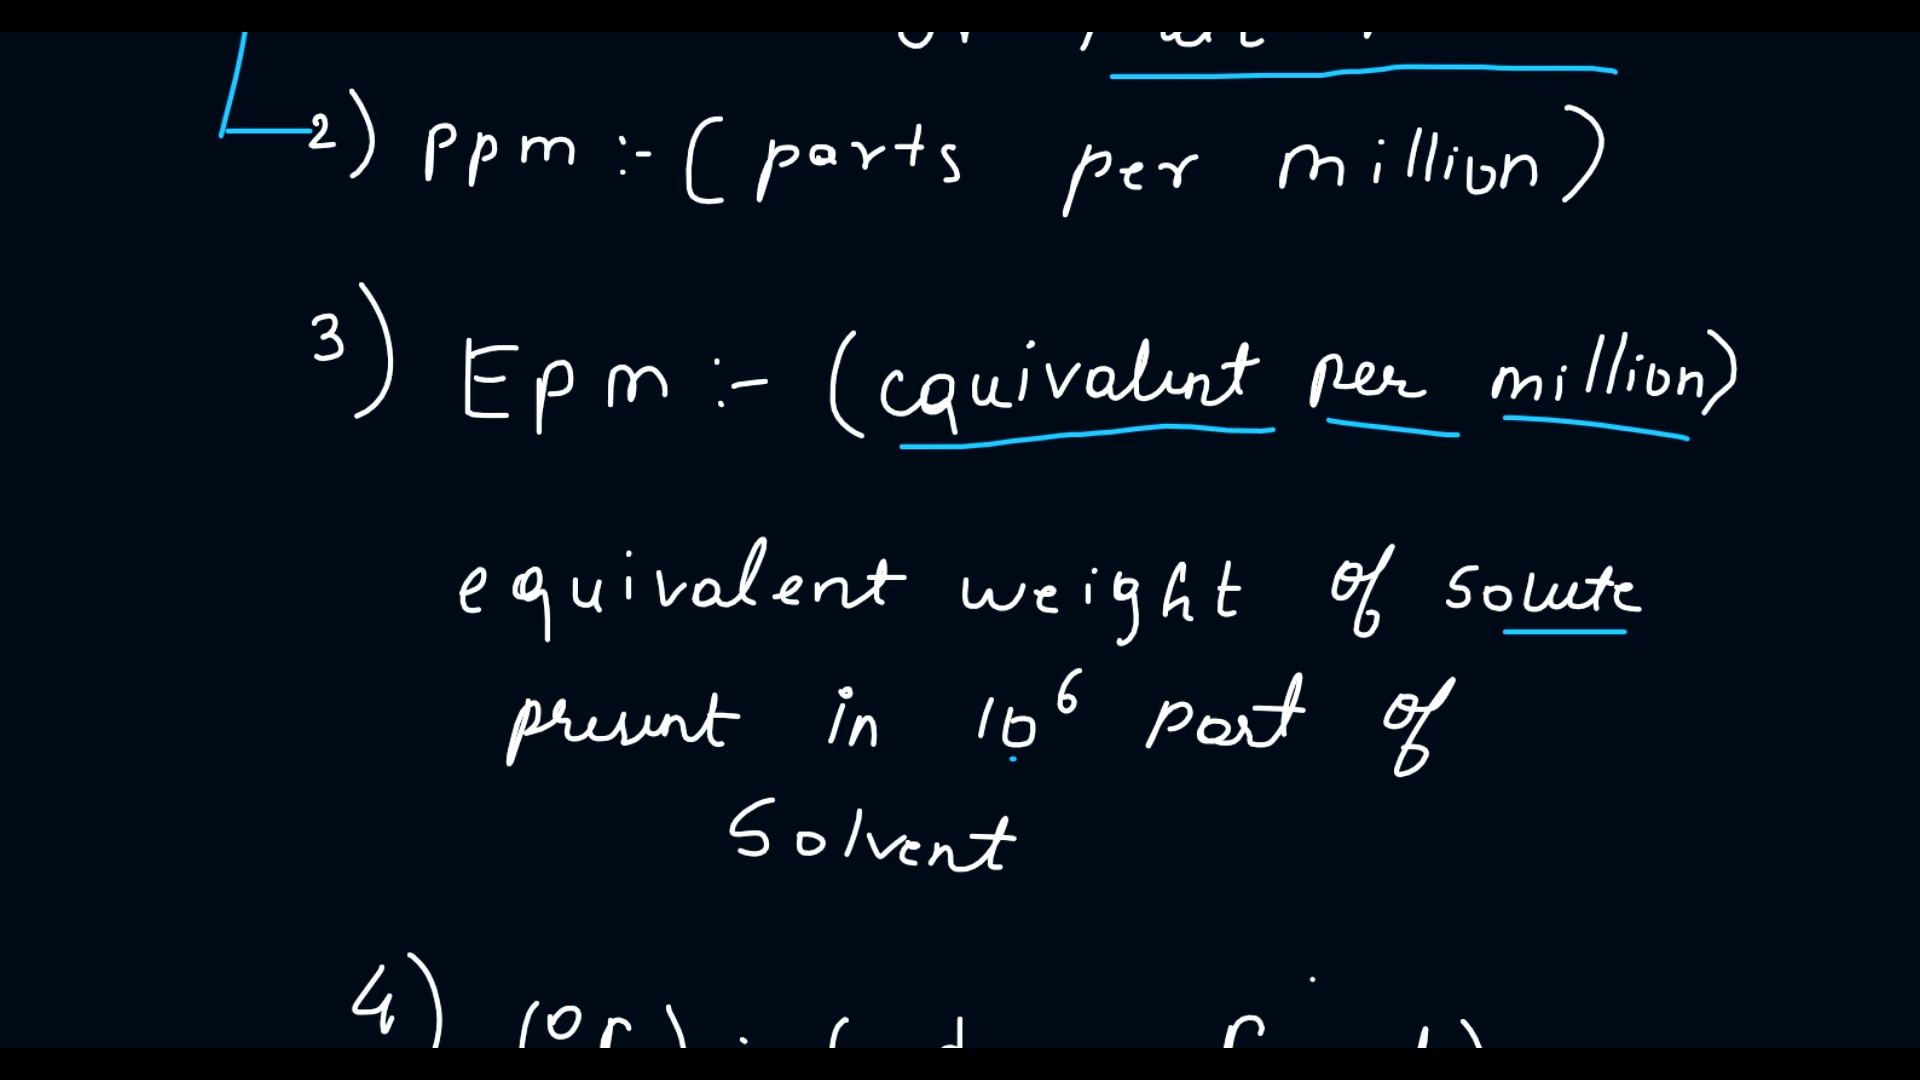 2) Ppm :- (parts per million)
3) Epm :- (equivalent per million)
equivalent weight of solute
present in 10⁶ part of
Solvent
4)